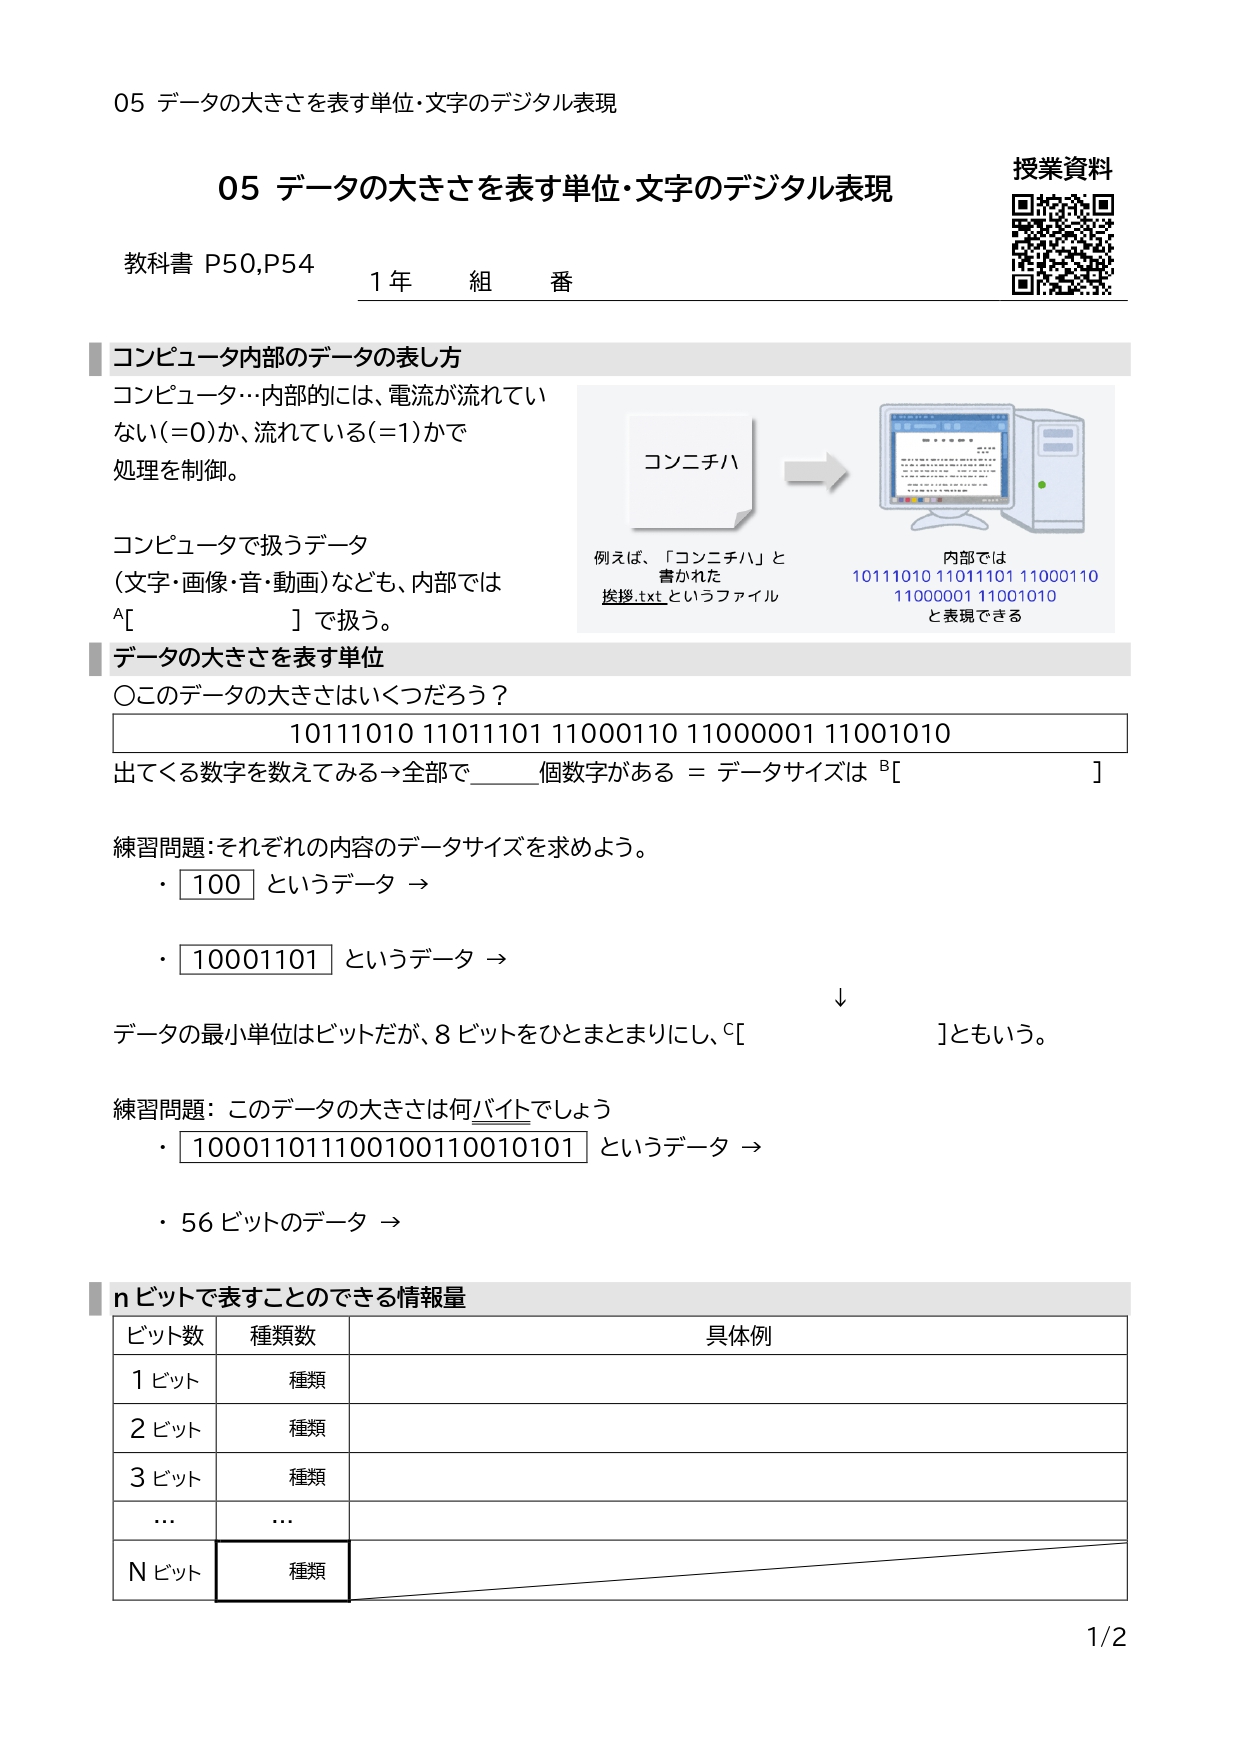 05 データの大きさを表す単位・文字のデジタル表現
05 データの大きさを表す単位・文字のデジタル表現
授業資料
教科書 P50,P54
1年 組 番
コンピュータ内部のデータの表し方
コンピュータ…内部的には、電流が流れてい
ない(=0)か、流れている(=1)かで
処理を制御。
コンピュータで扱うデータ
(文字・画像・音・動画)なども、内部では
A[ ] で扱う。
コンニチハ
例えば、「コンニチハ」と
書かれた
挨拶.txt というファイル
内部では
10111010 11011101 11000110
11000001 11001010
と表現できる
データの大きさを表す単位
〇このデータの大きさはいくつだろう？
10111010 11011101 11000110 11000001 11001010
出てくる数字を数えてみる→全部で_____個数字がある = データサイズは B[ ]
練習問題：それぞれの内容のデータサイズを求めよう。
・ 100 というデータ →
・ 10001101 というデータ →
↓
データの最小単位はビットだが、8 ビットをひとまとまりにし、C[ ]ともいう。
練習問題： このデータの大きさは何バイトでしょう
・ 100011011100100110010101 というデータ →
・ 56 ビットのデータ →
n ビットで表すことのできる情報量
ビット数 種類数 具体例
1 ビット 種類
2 ビット 種類
3 ビット 種類
… …
N ビット 種類
1/2